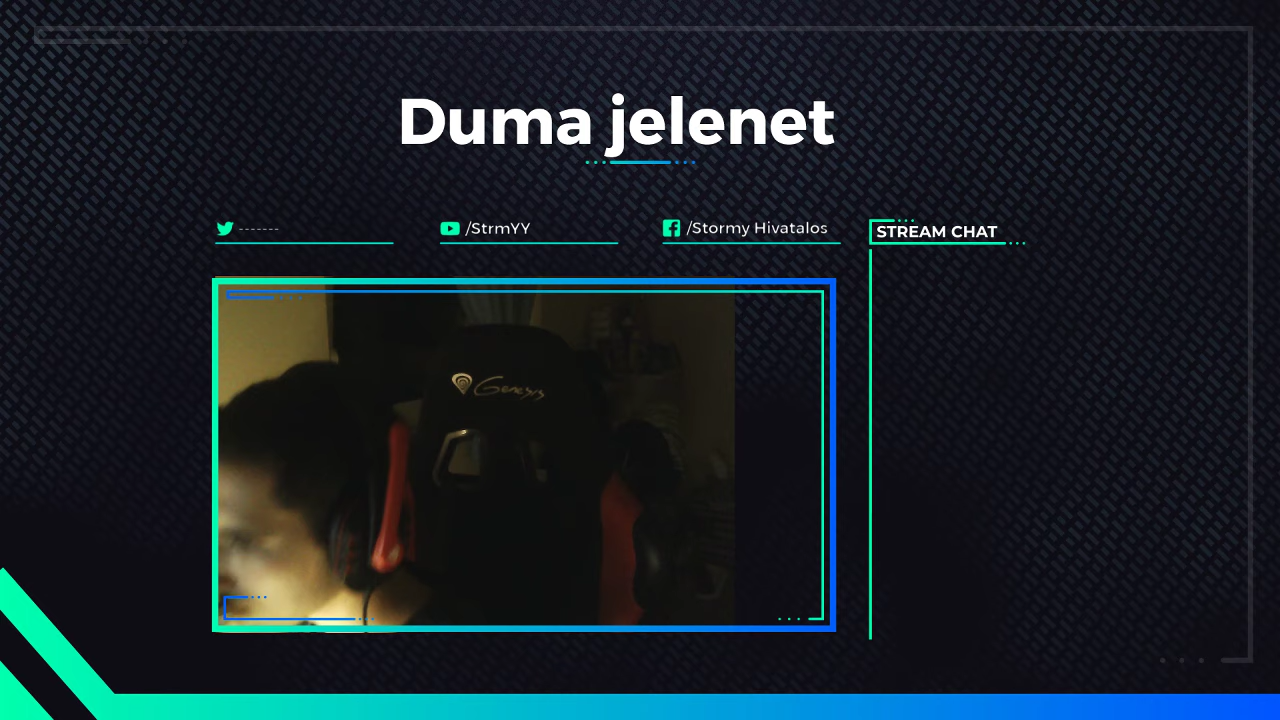 Duma jelenet
-------
/StrmYY
/Stormy Hivatalos
STREAM CHAT
Genesis